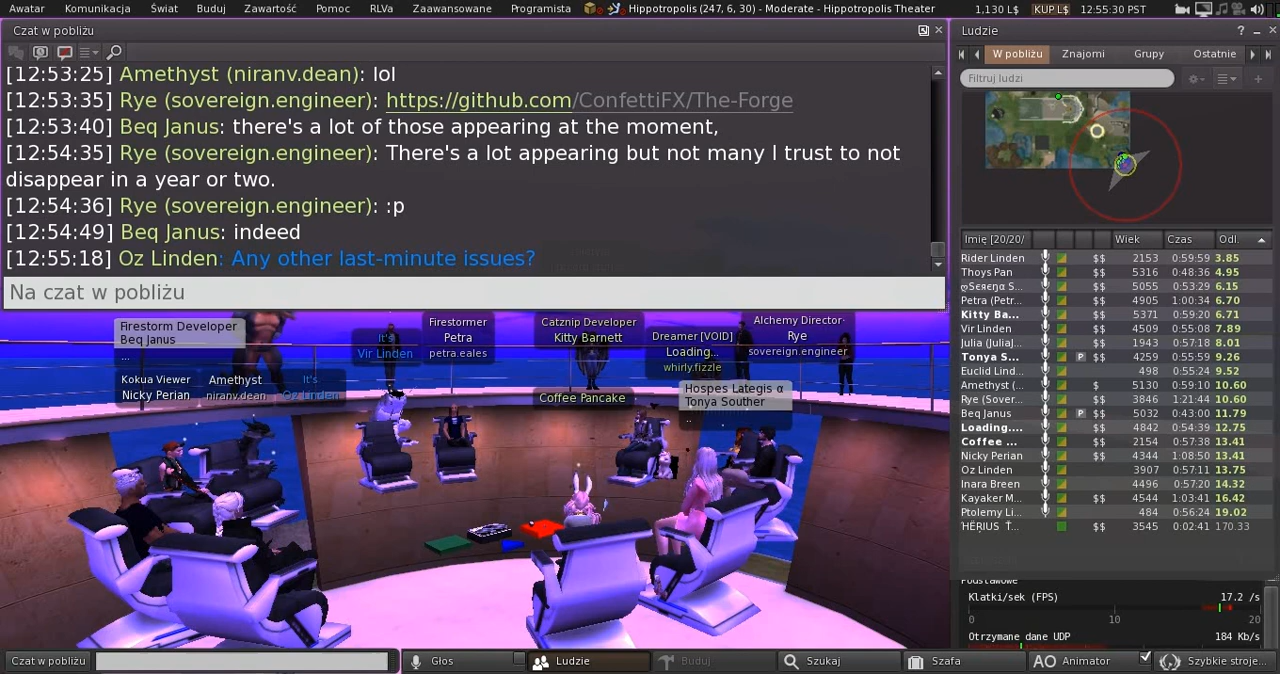 Awatar Komunikacja Świat Buduj Zawartość Pomoc RLVa Zaawansowane Programista Hippotropolis (247, 6, 30) - Moderate - Hippotropolis Theater 1,130 L$ KUP L$ 12:55:30 PST
Czat w pobliżu
[12:53:25] Amethyst (niranv.dean): lol
[12:53:35] Rye (sovereign.engineer): https://github.com/ConfettiFX/The-Forge
[12:53:40] Beq Janus: there's a lot of those appearing at the moment,
[12:54:35] Rye (sovereign.engineer): There's a lot appearing but not many I trust to not
disappear in a year or two.
[12:54:36] Rye (sovereign.engineer): :p
[12:54:49] Beq Janus: indeed
[12:55:18] Oz Linden: Any other last-minute issues?
Na czat w pobliżu
Firestorm Developer
Beq Janus
...
It's
Vir Linden
Firestormer
Petra
petra.eales
Catznip Developer
Kitty Barnett
Dreamer [VOID]
Loading...
whirly.fizzle
Alchemy Director
Rye
sovereign.engineer
Kokua Viewer
Nicky Perian
Amethyst
niranv.dean
It's
Oz Linden
Coffee Pancake
Hospes Lategis α
Tonya Souther
..
Ludzie
W pobliżu Znajomi Grupy Ostatnie
Filtruj ludzi
Imię [20/20/ Wiek Czas Odl.
Rider Linden 2153 0:59:59 3.85
Thoys Pan $$ 5316 0:48:36 4.95
$$ 5055 0:53:29 6.15
Petra (Petr... $$ 4905 1:00:34 6.70
Kitty Ba... $$ 5371 0:59:20 6.71
Vir Linden $$ 4509 0:55:08 7.89
Julia (JuliaJ... $$ 1943 0:57:18 8.01
Tonya S... P $$ 4259 0:55:59 9.26
Euclid Lind... 498 0:55:24 9.52
Amethyst (... $ 5130 0:59:10 10.60
Rye (Sover... $$ 3846 1:21:44 10.60
Beq Janus P $$ 5032 0:43:00 11.79
Loading.... $$ 4842 0:54:39 12.75
Coffee ... $$ 2154 0:57:38 13.41
Nicky Perian $$ 4344 1:08:50 13.41
Oz Linden 3907 0:57:11 13.75
Inara Breen 4496 0:57:20 14.32
Kayaker M... $$ 4544 1:03:41 16.42
Ptolemy Li... 484 0:56:24 19.02
$$ 3545 0:02:41 170.33
Podstawowe
Klatki/sek (FPS) 17.2 /s
0 10 20
Otrzymane dane UDP 184 Kb/s
Czat w pobliżu Głos Ludzie Buduj Szukaj Szafa AO Animator Szybkie stroje...